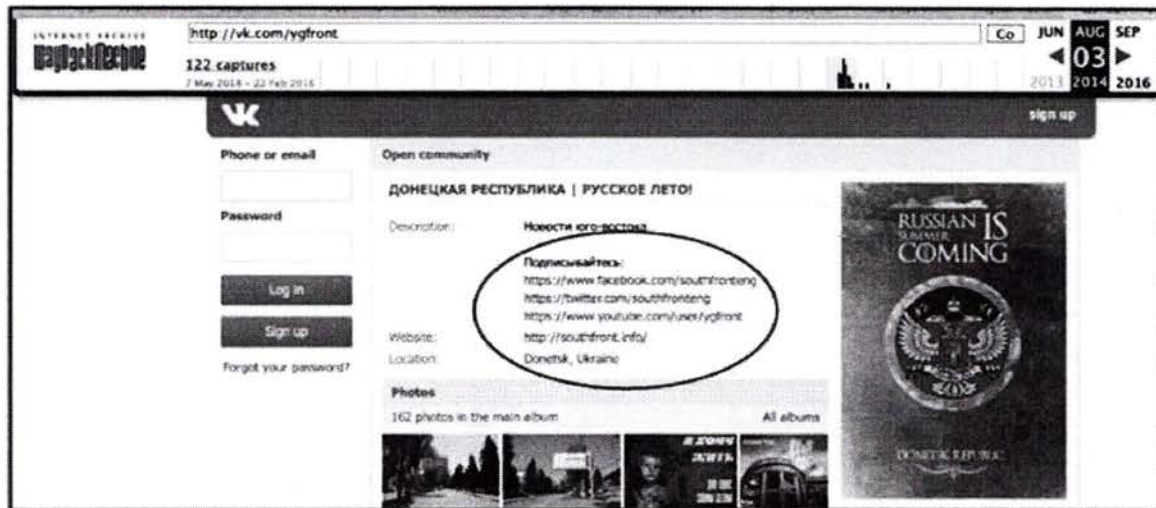 INTERNET ARCHIVE
WayBackMachine
http://vk.com/ygfront
Go
JUN AUG SEP
122 captures
03
7 May 2014 - 22 Feb 2016
2013 2014 2016
VK
sign up
Phone or email
Open community
ДОНЕЦКАЯ РЕСПУБЛИКА | РУССКОЕ ЛЕТО!
Password
Description: Новости юго-востока
Подписывайтесь:
https://www.facebook.com/southfronteng
https://twitter.com/southfronteng
https://www.youtube.com/user/ygfront
Log in
Sign up
Website: http://southfront.info/
Location: Donetsk, Ukraine
Forgot your password?
Photos
162 photos in the main album
All albums
RUSSIAN
SUMMER
IS
COMING
DONETSK REPUBLIC